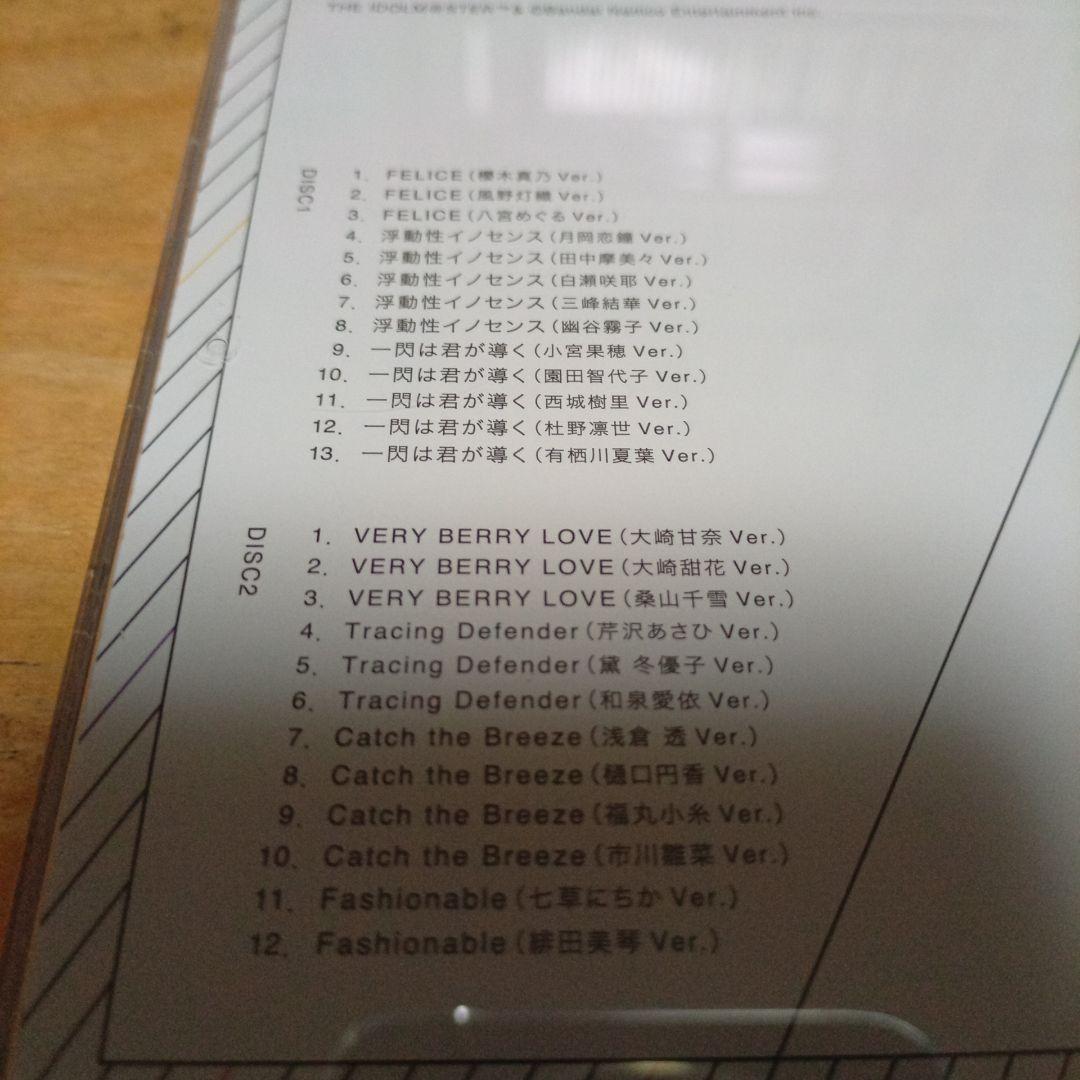 THE IDOLM@STER™& ©Bandai Namco Entertainment Inc.
DISC1
1. FELICE(櫻木真乃 Ver.)
2. FELICE(風野灯織 Ver.)
3. FELICE(八宮めぐる Ver.)
4. 浮動性イノセンス(月岡恋鐘 Ver.)
5. 浮動性イノセンス(田中摩美々 Ver.)
6. 浮動性イノセンス(白瀬咲耶 Ver.)
7. 浮動性イノセンス(三峰結華 Ver.)
8. 浮動性イノセンス(幽谷霧子 Ver.)
9. 一閃は君が導く(小宮果穂 Ver.)
10. 一閃は君が導く(園田智代子 Ver.)
11. 一閃は君が導く(西城樹里 Ver.)
12. 一閃は君が導く(杜野凛世 Ver.)
13. 一閃は君が導く(有栖川夏葉 Ver.)
DISC2
1. VERY BERRY LOVE(大崎甘奈 Ver.)
2. VERY BERRY LOVE(大崎甜花 Ver.)
3. VERY BERRY LOVE(桑山千雪 Ver.)
4. Tracing Defender(芹沢あさひ Ver.)
5. Tracing Defender(黛 冬優子 Ver.)
6. Tracing Defender(和泉愛依 Ver.)
7. Catch the Breeze(浅倉 透 Ver.)
8. Catch the Breeze(樋口円香 Ver.)
9. Catch the Breeze(福丸小糸 Ver.)
10. Catch the Breeze(市川雛菜 Ver.)
11. Fashionable(七草にちか Ver.)
12. Fashionable(緋田美琴 Ver.)